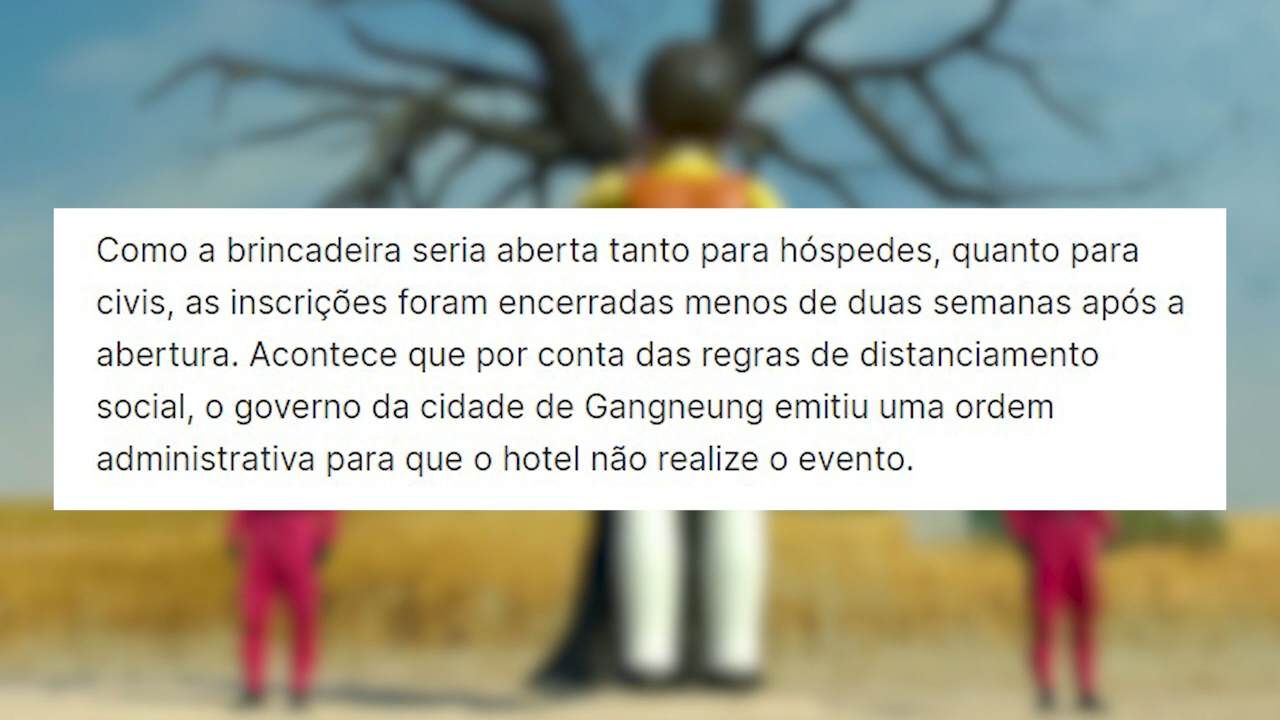 Como a brincadeira seria aberta tanto para hóspedes, quanto para
civis, as inscrições foram encerradas menos de duas semanas após a
abertura. Acontece que por conta das regras de distanciamento
social, o governo da cidade de Gangneung emitiu uma ordem
administrativa para que o hotel não realize o evento.